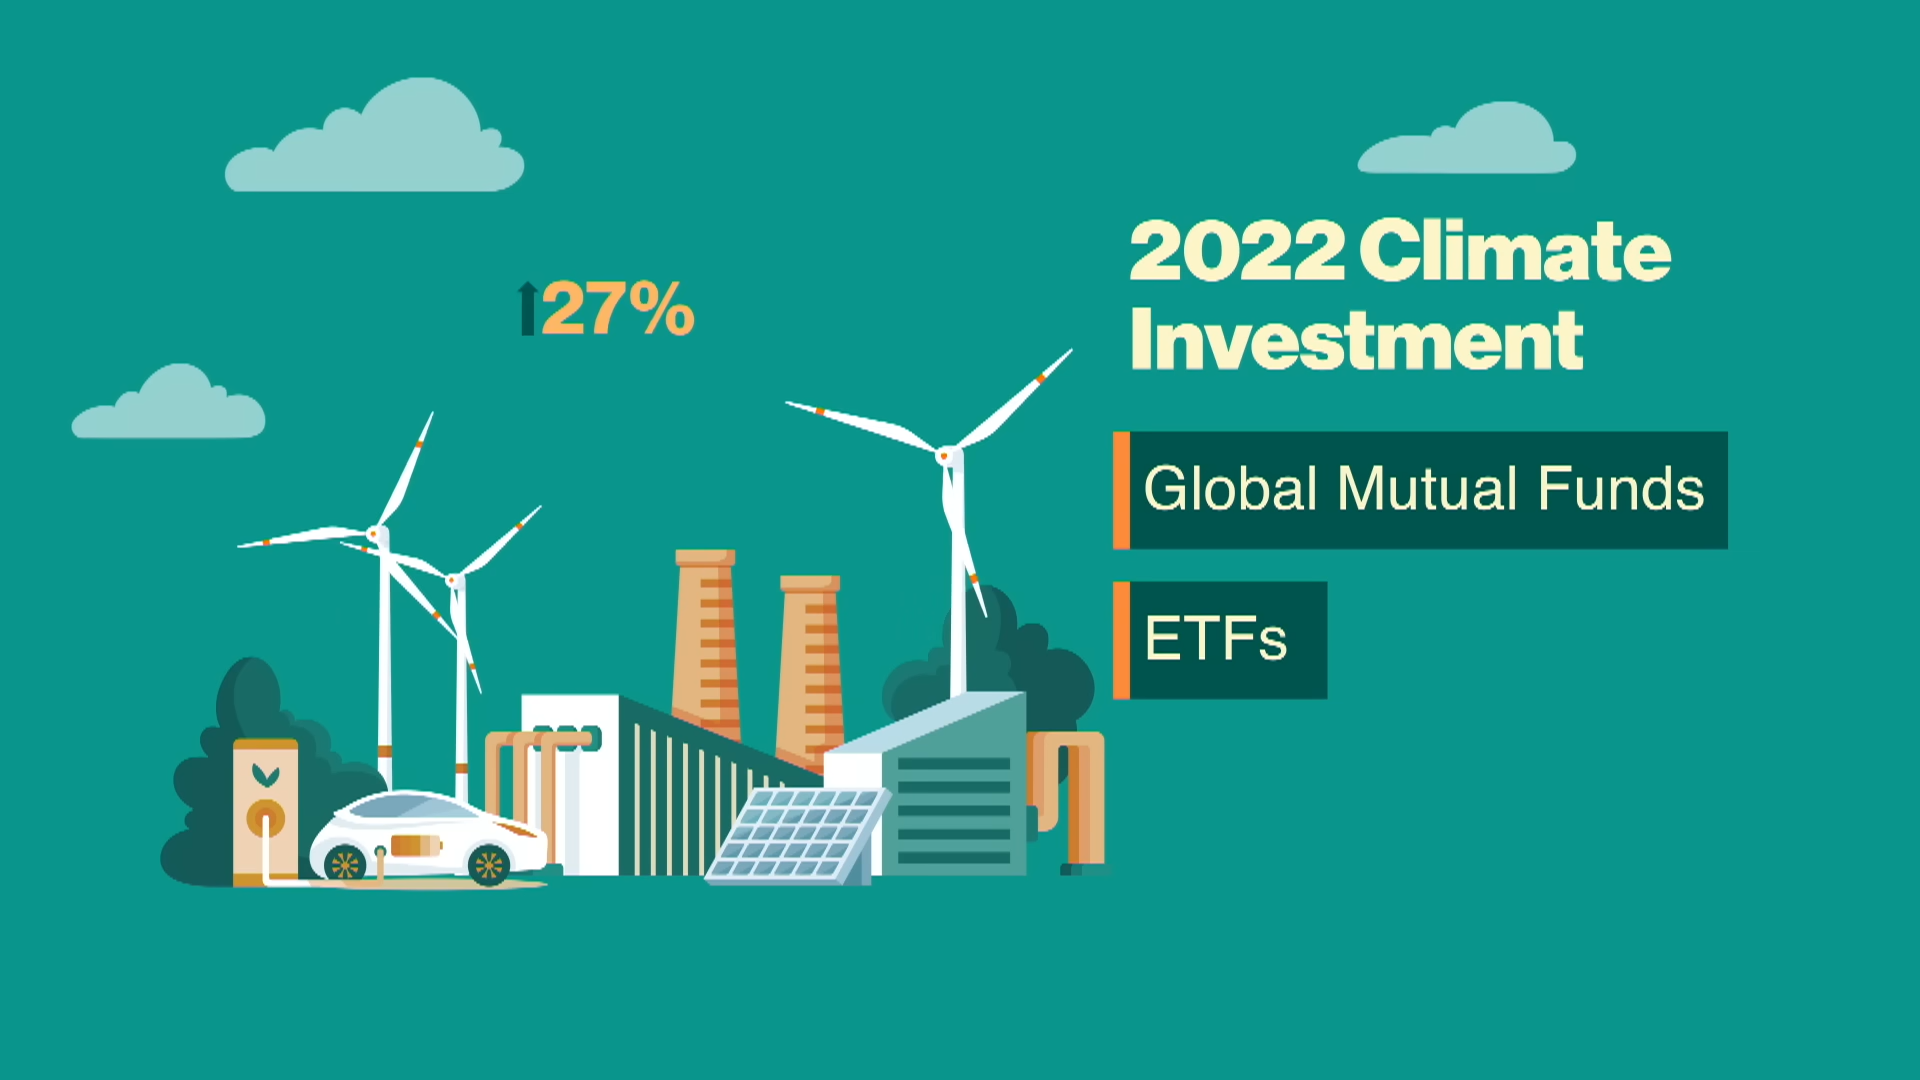 ↑27%
2022 Climate
Investment
Global Mutual Funds
ETFs